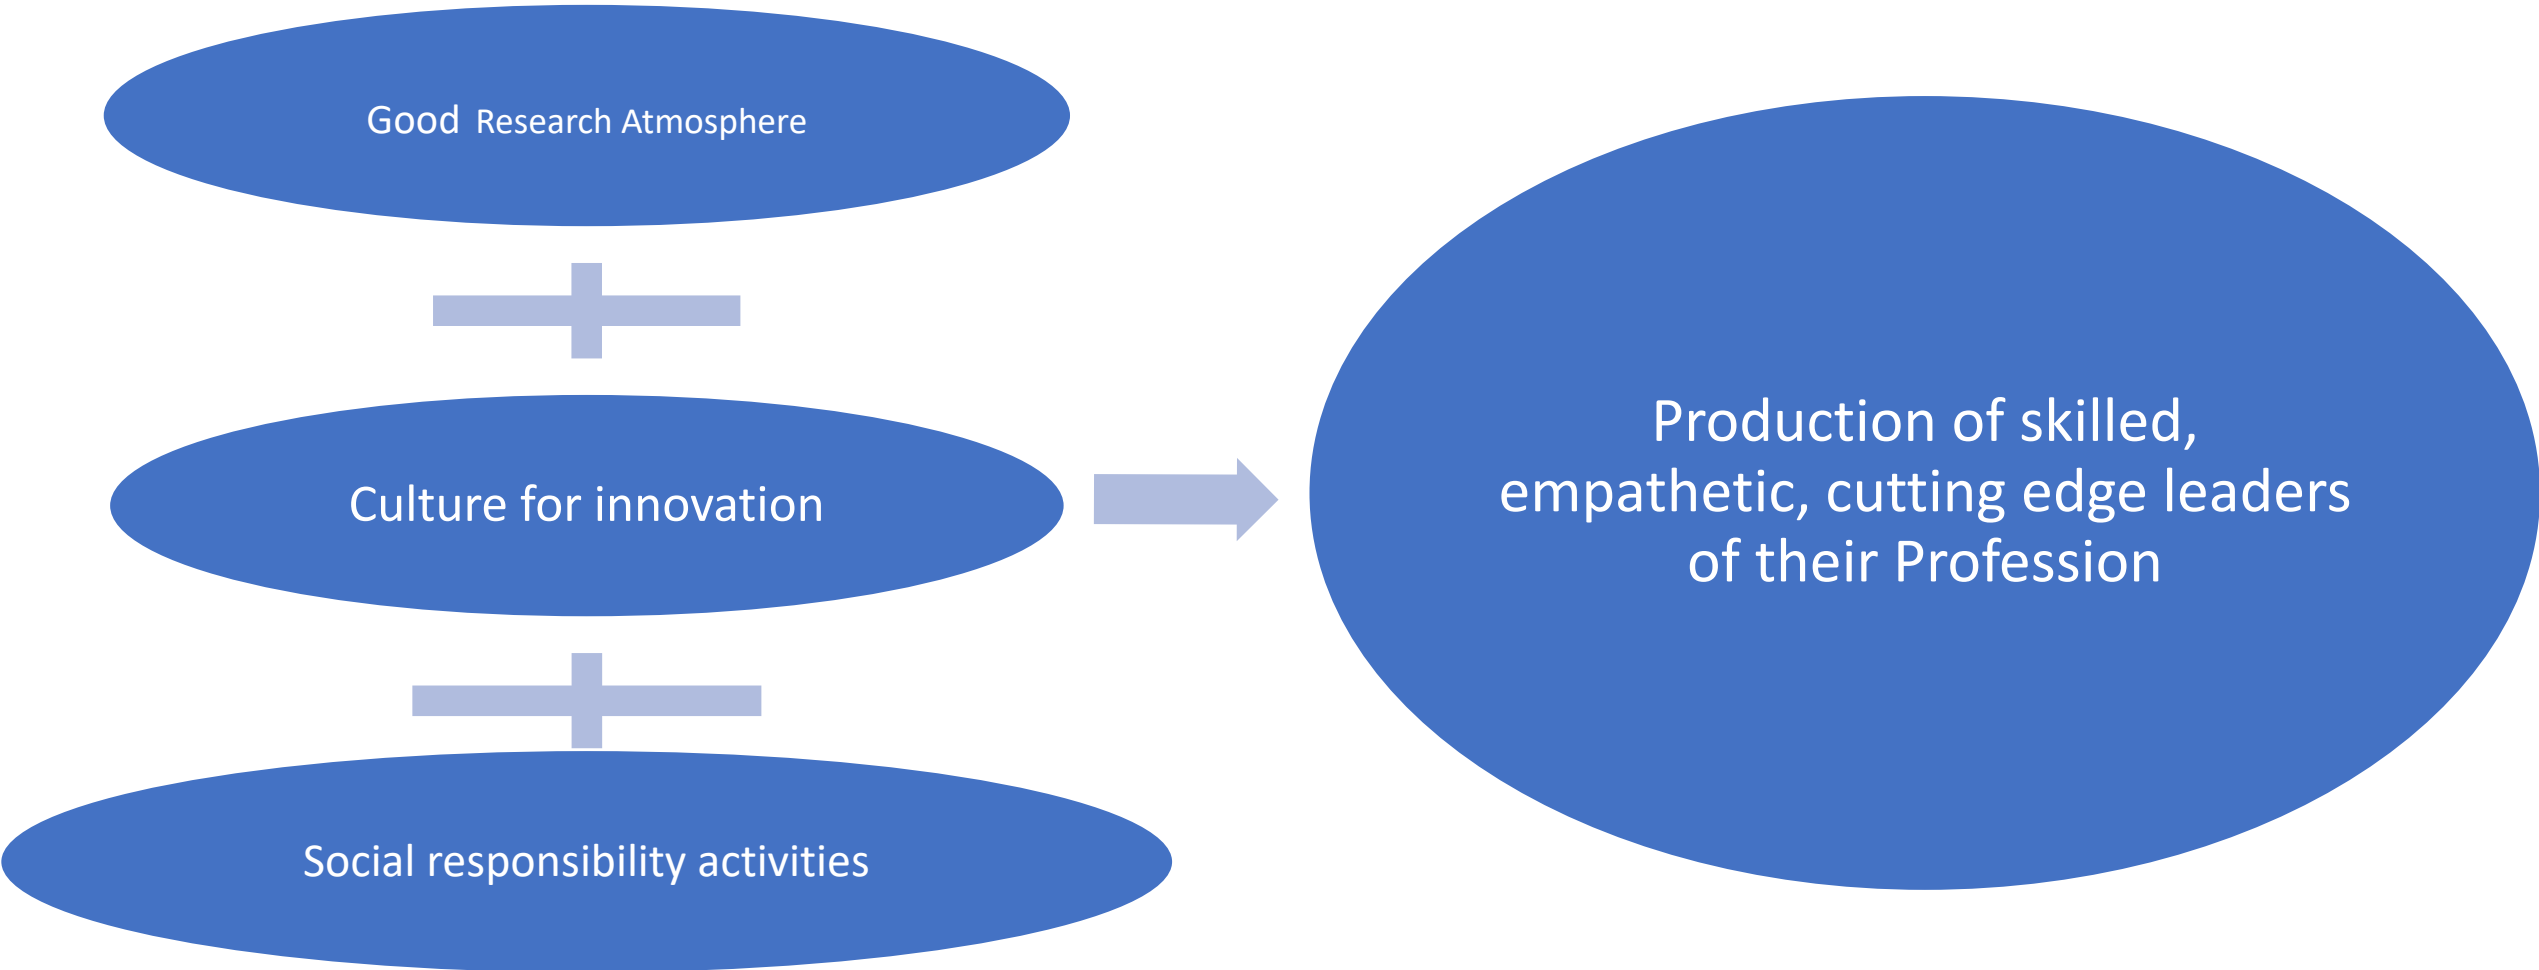 Good Research Atmosphere
Culture for innovation
Social responsibility activities
Production of skilled,
empathetic, cutting edge leaders
of their Profession